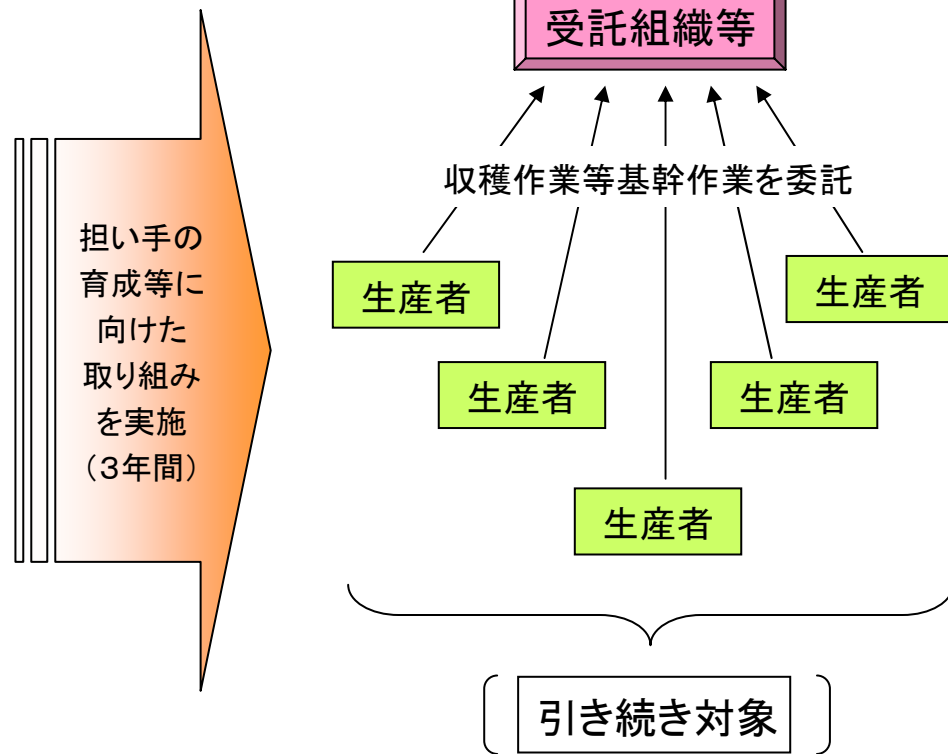 受託組織等
収穫作業等基幹作業を委託
担い手の
育成等に
向けた
取り組み
を実施
（３年間）
生産者
生産者
生産者
生産者
生産者
引き続き対象